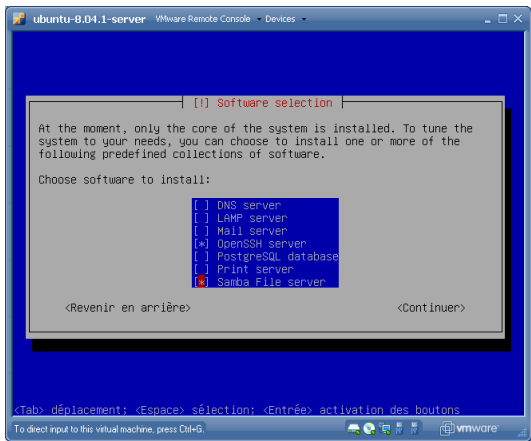 ubuntu-8.04.1-server VMware Remote Console Devices
[!] Software selection
At the moment, only the core of the system is installed. To tune the
system to your needs, you can choose to install one or more of the
following predefined collections of software.
Choose software to install:
[ ] DNS server
[ ] LAMP server
[ ] Mail server
[*] OpenSSH server
[ ] PostgreSQL database
[ ] Print server
[*] Samba File server
<Revenir en arrière> <Continuer>
<Tab> déplacement; <Espace> sélection; <Entrée> activation des boutons
To direct input to this virtual machine, press Ctrl+G. vmware